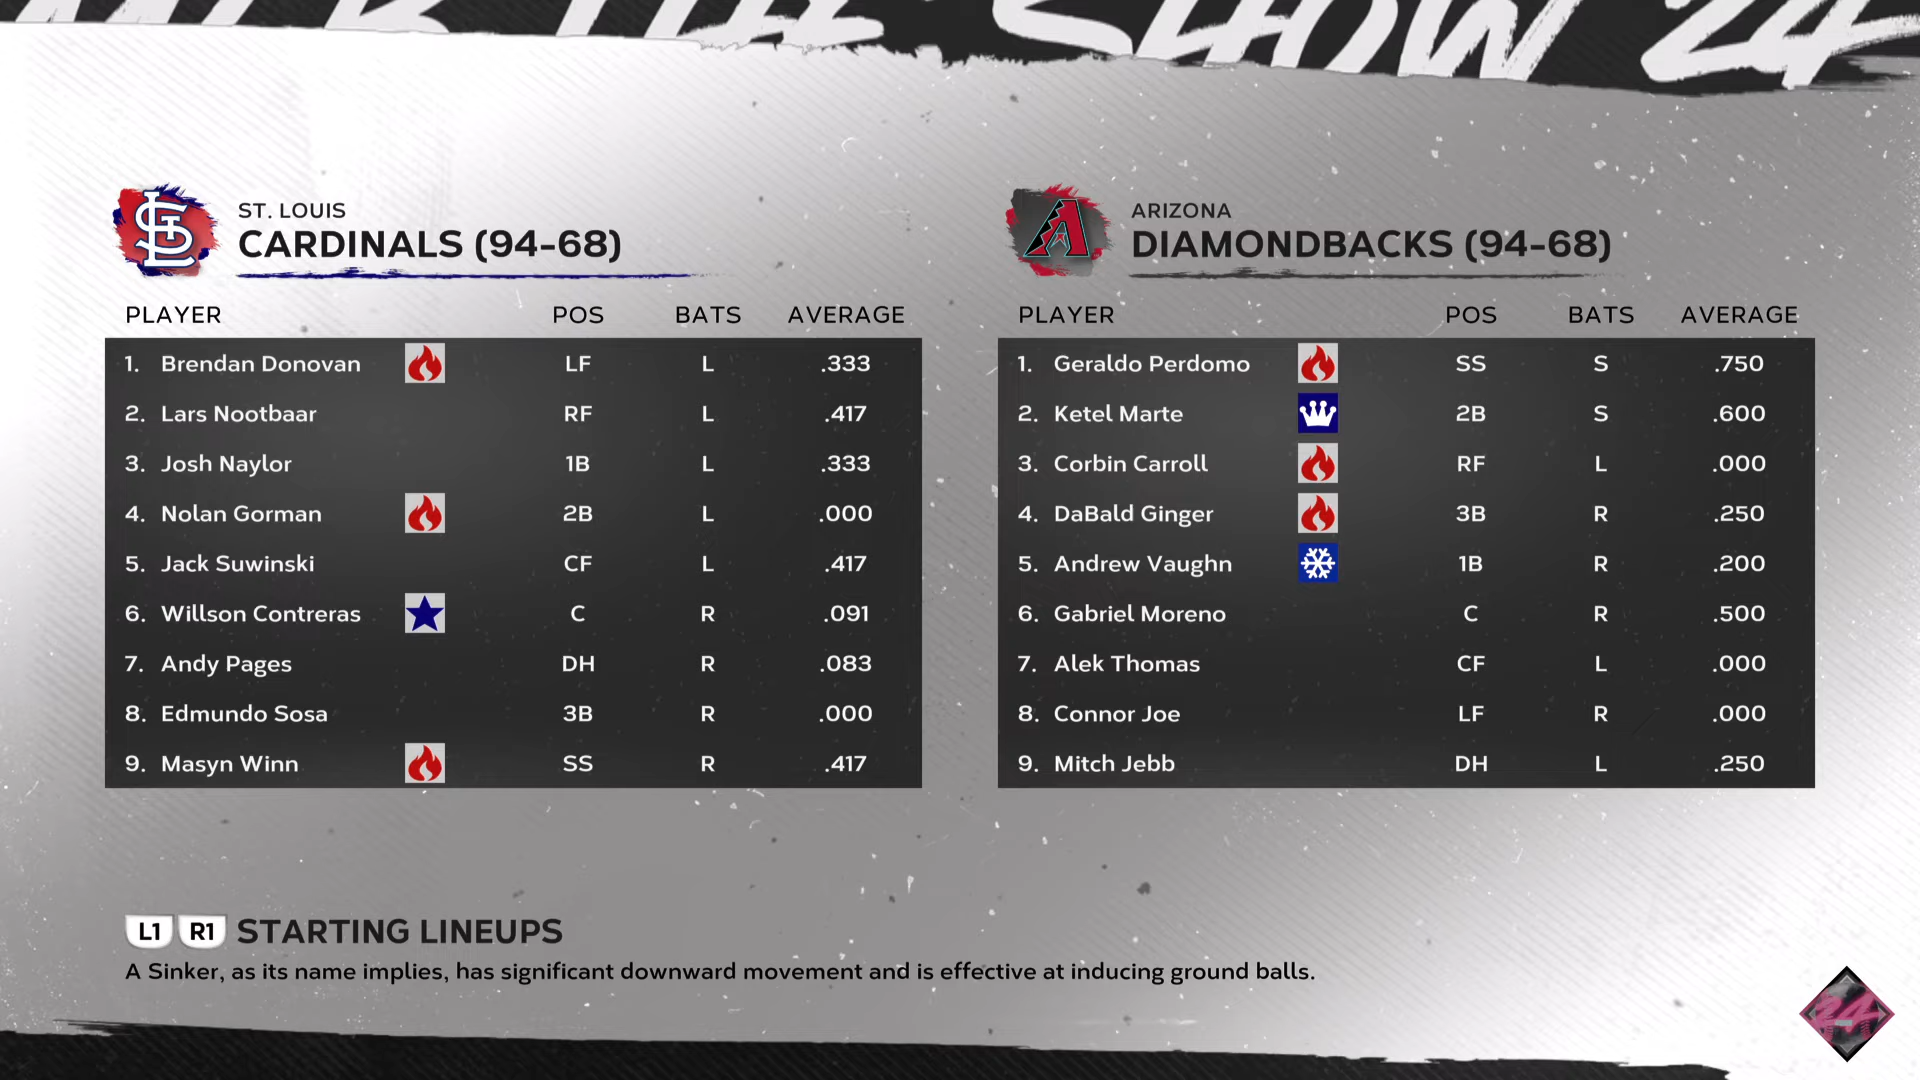 MLB THE SHOW 24
ST. LOUIS
CARDINALS (94-68)
PLAYER POS BATS AVERAGE
1. Brendan Donovan LF L .333
2. Lars Nootbaar RF L .417
3. Josh Naylor 1B L .333
4. Nolan Gorman 2B L .000
5. Jack Suwinski CF L .417
6. Willson Contreras C R .091
7. Andy Pages DH R .083
8. Edmundo Sosa 3B R .000
9. Masyn Winn SS R .417
ARIZONA
DIAMONDBACKS (94-68)
PLAYER POS BATS AVERAGE
1. Geraldo Perdomo SS S .750
2. Ketel Marte 2B S .600
3. Corbin Carroll RF L .000
4. DaBald Ginger 3B R .250
5. Andrew Vaughn 1B R .200
6. Gabriel Moreno C R .500
7. Alek Thomas CF L .000
8. Connor Joe LF R .000
9. Mitch Jebb DH L .250
L1 R1 STARTING LINEUPS
A Sinker, as its name implies, has significant downward movement and is effective at inducing ground balls.
24